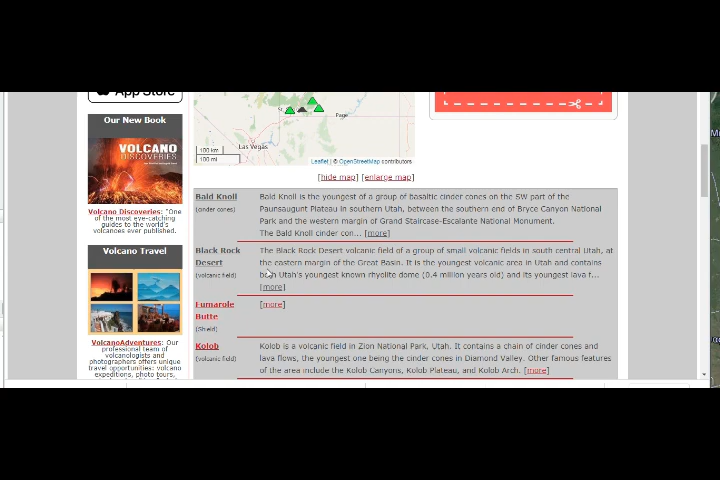 App Store
Our New Book
VOLCANO
DISCOVERIES
Volcano Discoveries: "One
of the most eye-catching
guides to the world's
volcanoes ever published.
Volcano Travel
VolcanoAdventures: Our
professional team of
volcanologists and
photographers offers unique
travel opportunities: volcano
expeditions, photo tours,
Page
Las Vegas
100 km
100 mi
Leaflet | © OpenStreetMap contributors
[hide map] [enlarge map]
Bald Knoll
(cinder cones)
Bald Knoll is the youngest of a group of basaltic cinder cones on the SW part of the
Paunsaugunt Plateau in southern Utah, between the southern end of Bryce Canyon National
Park and the western margin of Grand Staircase-Escalante National Monument.
The Bald Knoll cinder con... [more]
Black Rock
Desert
(volcanic field)
The Black Rock Desert volcanic field of a group of small volcanic fields in south central Utah, at
the eastern margin of the Great Basin. It is the youngest volcanic area in Utah and contains
both Utah's youngest known rhyolite dome (0.4 million years old) and its youngest lava f...
[more]
Fumarole
Butte
(Shield)
[more]
Kolob
(volcanic field)
Kolob is a volcanic field in Zion National Park, Utah. It contains a chain of cinder cones and
lava flows, the youngest one being the cinder cones in Diamond Valley. Other famous features
of the area include the Kolob Canyons, Kolob Plateau, and Kolob Arch. [more]